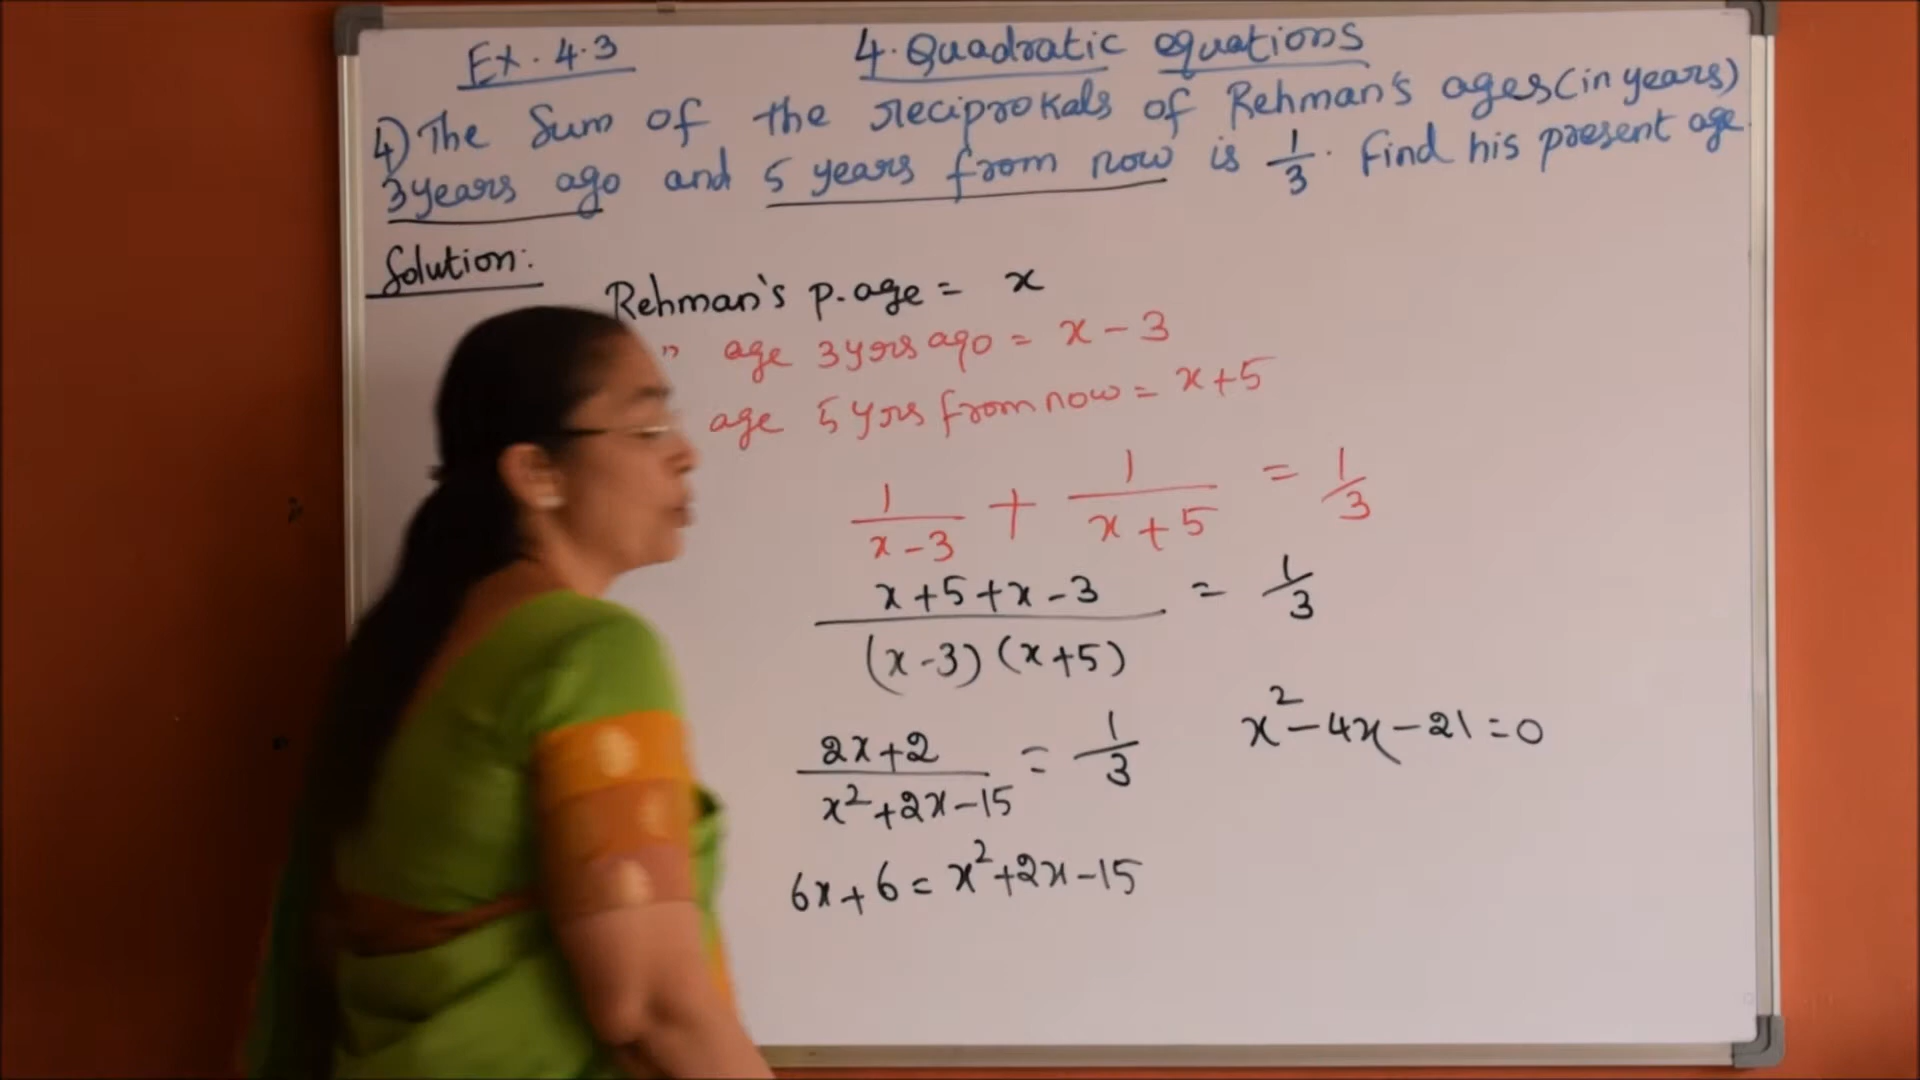 Ex. 4.3
4. Quadratic equations
4) The Sum of the reciprokals of Rehman's ages (in years)
3 years ago and 5 years from now is 1/3. Find his present age.
Solution:
Rehman's p. age = x
" age 3 yrs ago = x - 3
age 5 yrs from now = x + 5
1/(x - 3) + 1/(x + 5) = 1/3
(x + 5 + x - 3)/((x - 3)(x + 5)) = 1/3
(2x + 2)/(x² + 2x - 15) = 1/3
6x + 6 = x² + 2x - 15
x² - 4x - 21 = 0